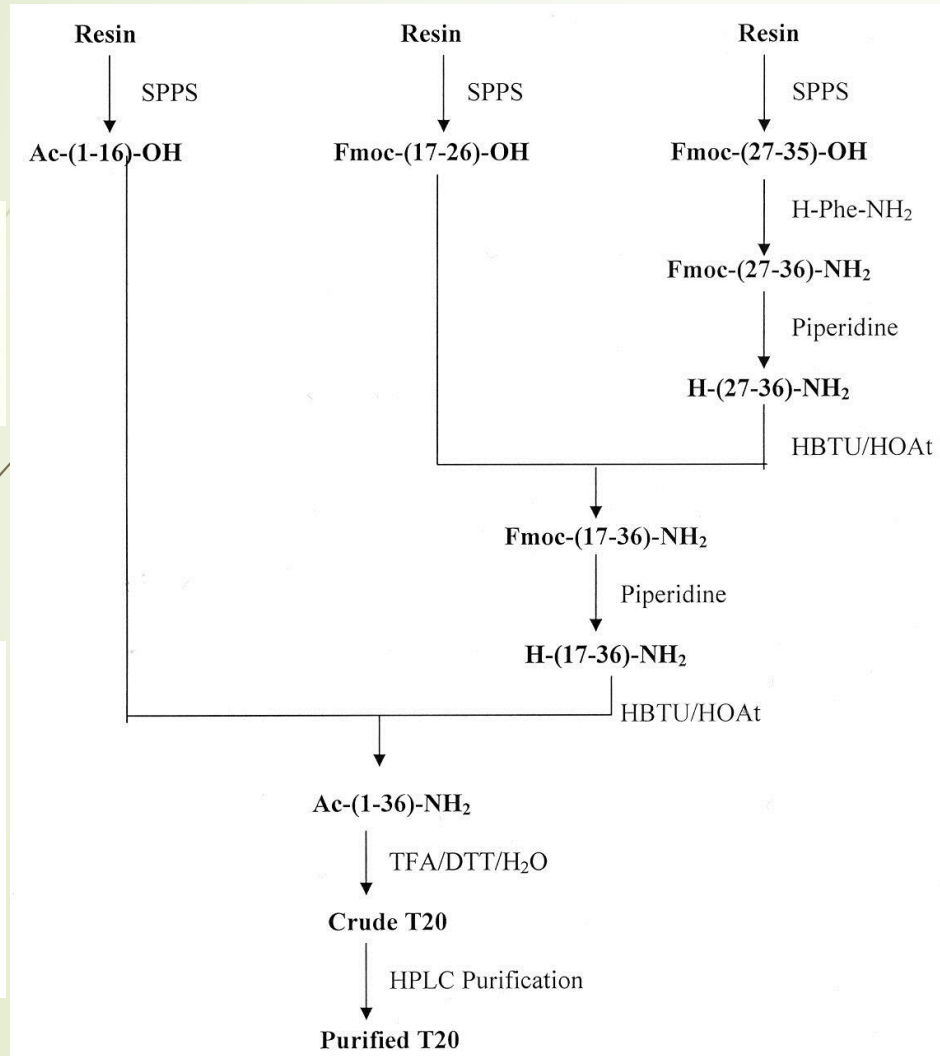 Resin Resin Resin
SPPS SPPS SPPS
Ac-(1-16)-OH Fmoc-(17-26)-OH Fmoc-(27-35)-OH
H-Phe-NH₂
Fmoc-(27-36)-NH₂
Piperidine
H-(27-36)-NH₂
HBTU/HOAt
Fmoc-(17-36)-NH₂
Piperidine
H-(17-36)-NH₂
HBTU/HOAt
Ac-(1-36)-NH₂
TFA/DTT/H₂O
Crude T20
HPLC Purification
Purified T20